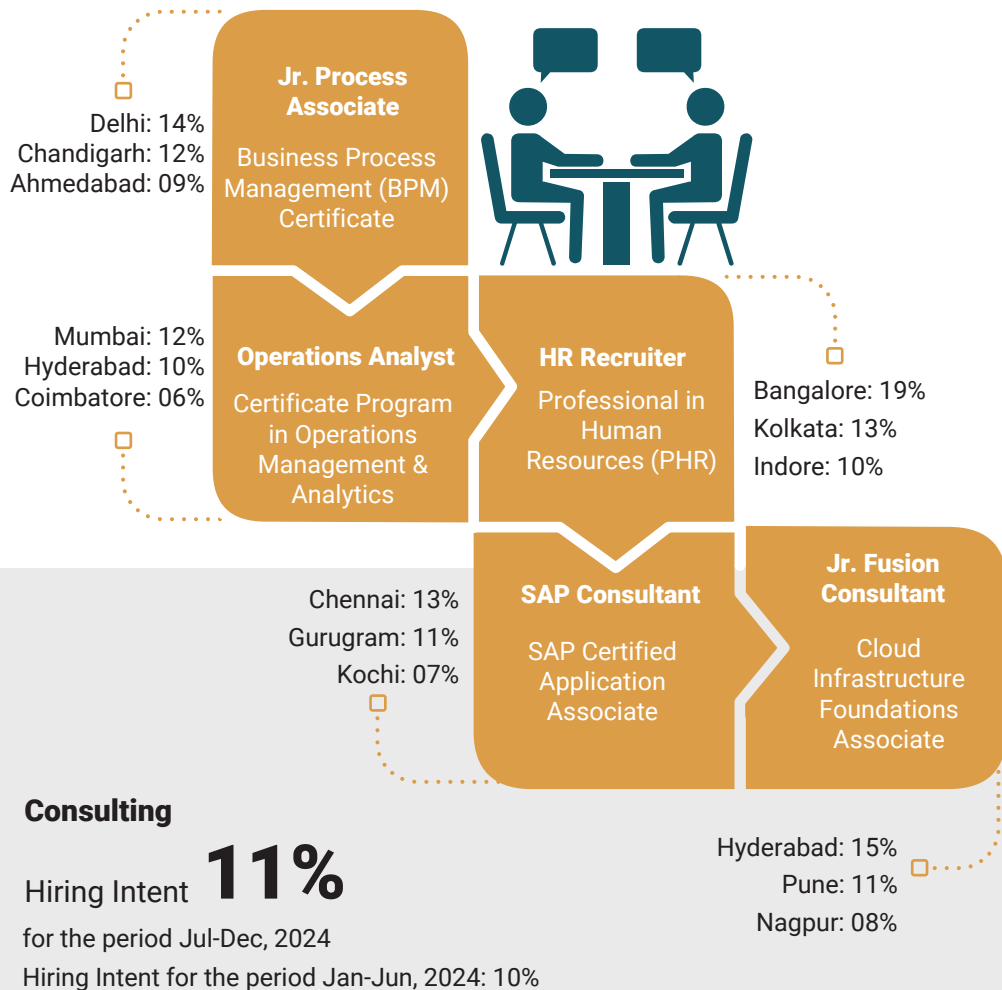 Jr. Process
Associate
Business Process
Management (BPM)
Certificate
Delhi: 14%
Chandigarh: 12%
Ahmedabad: 09%
Operations Analyst
Certificate Program
in Operations
Management &
Analytics
Mumbai: 12%
Hyderabad: 10%
Coimbatore: 06%
HR Recruiter
Professional in
Human
Resources (PHR)
Bangalore: 19%
Kolkata: 13%
Indore: 10%
SAP Consultant
SAP Certified
Application
Associate
Chennai: 13%
Gurugram: 11%
Kochi: 07%
Jr. Fusion
Consultant
Cloud
Infrastructure
Foundations
Associate
Hyderabad: 15%
Pune: 11%
Nagpur: 08%
Consulting
Hiring Intent 11%
for the period Jul-Dec, 2024
Hiring Intent for the period Jan-Jun, 2024: 10%